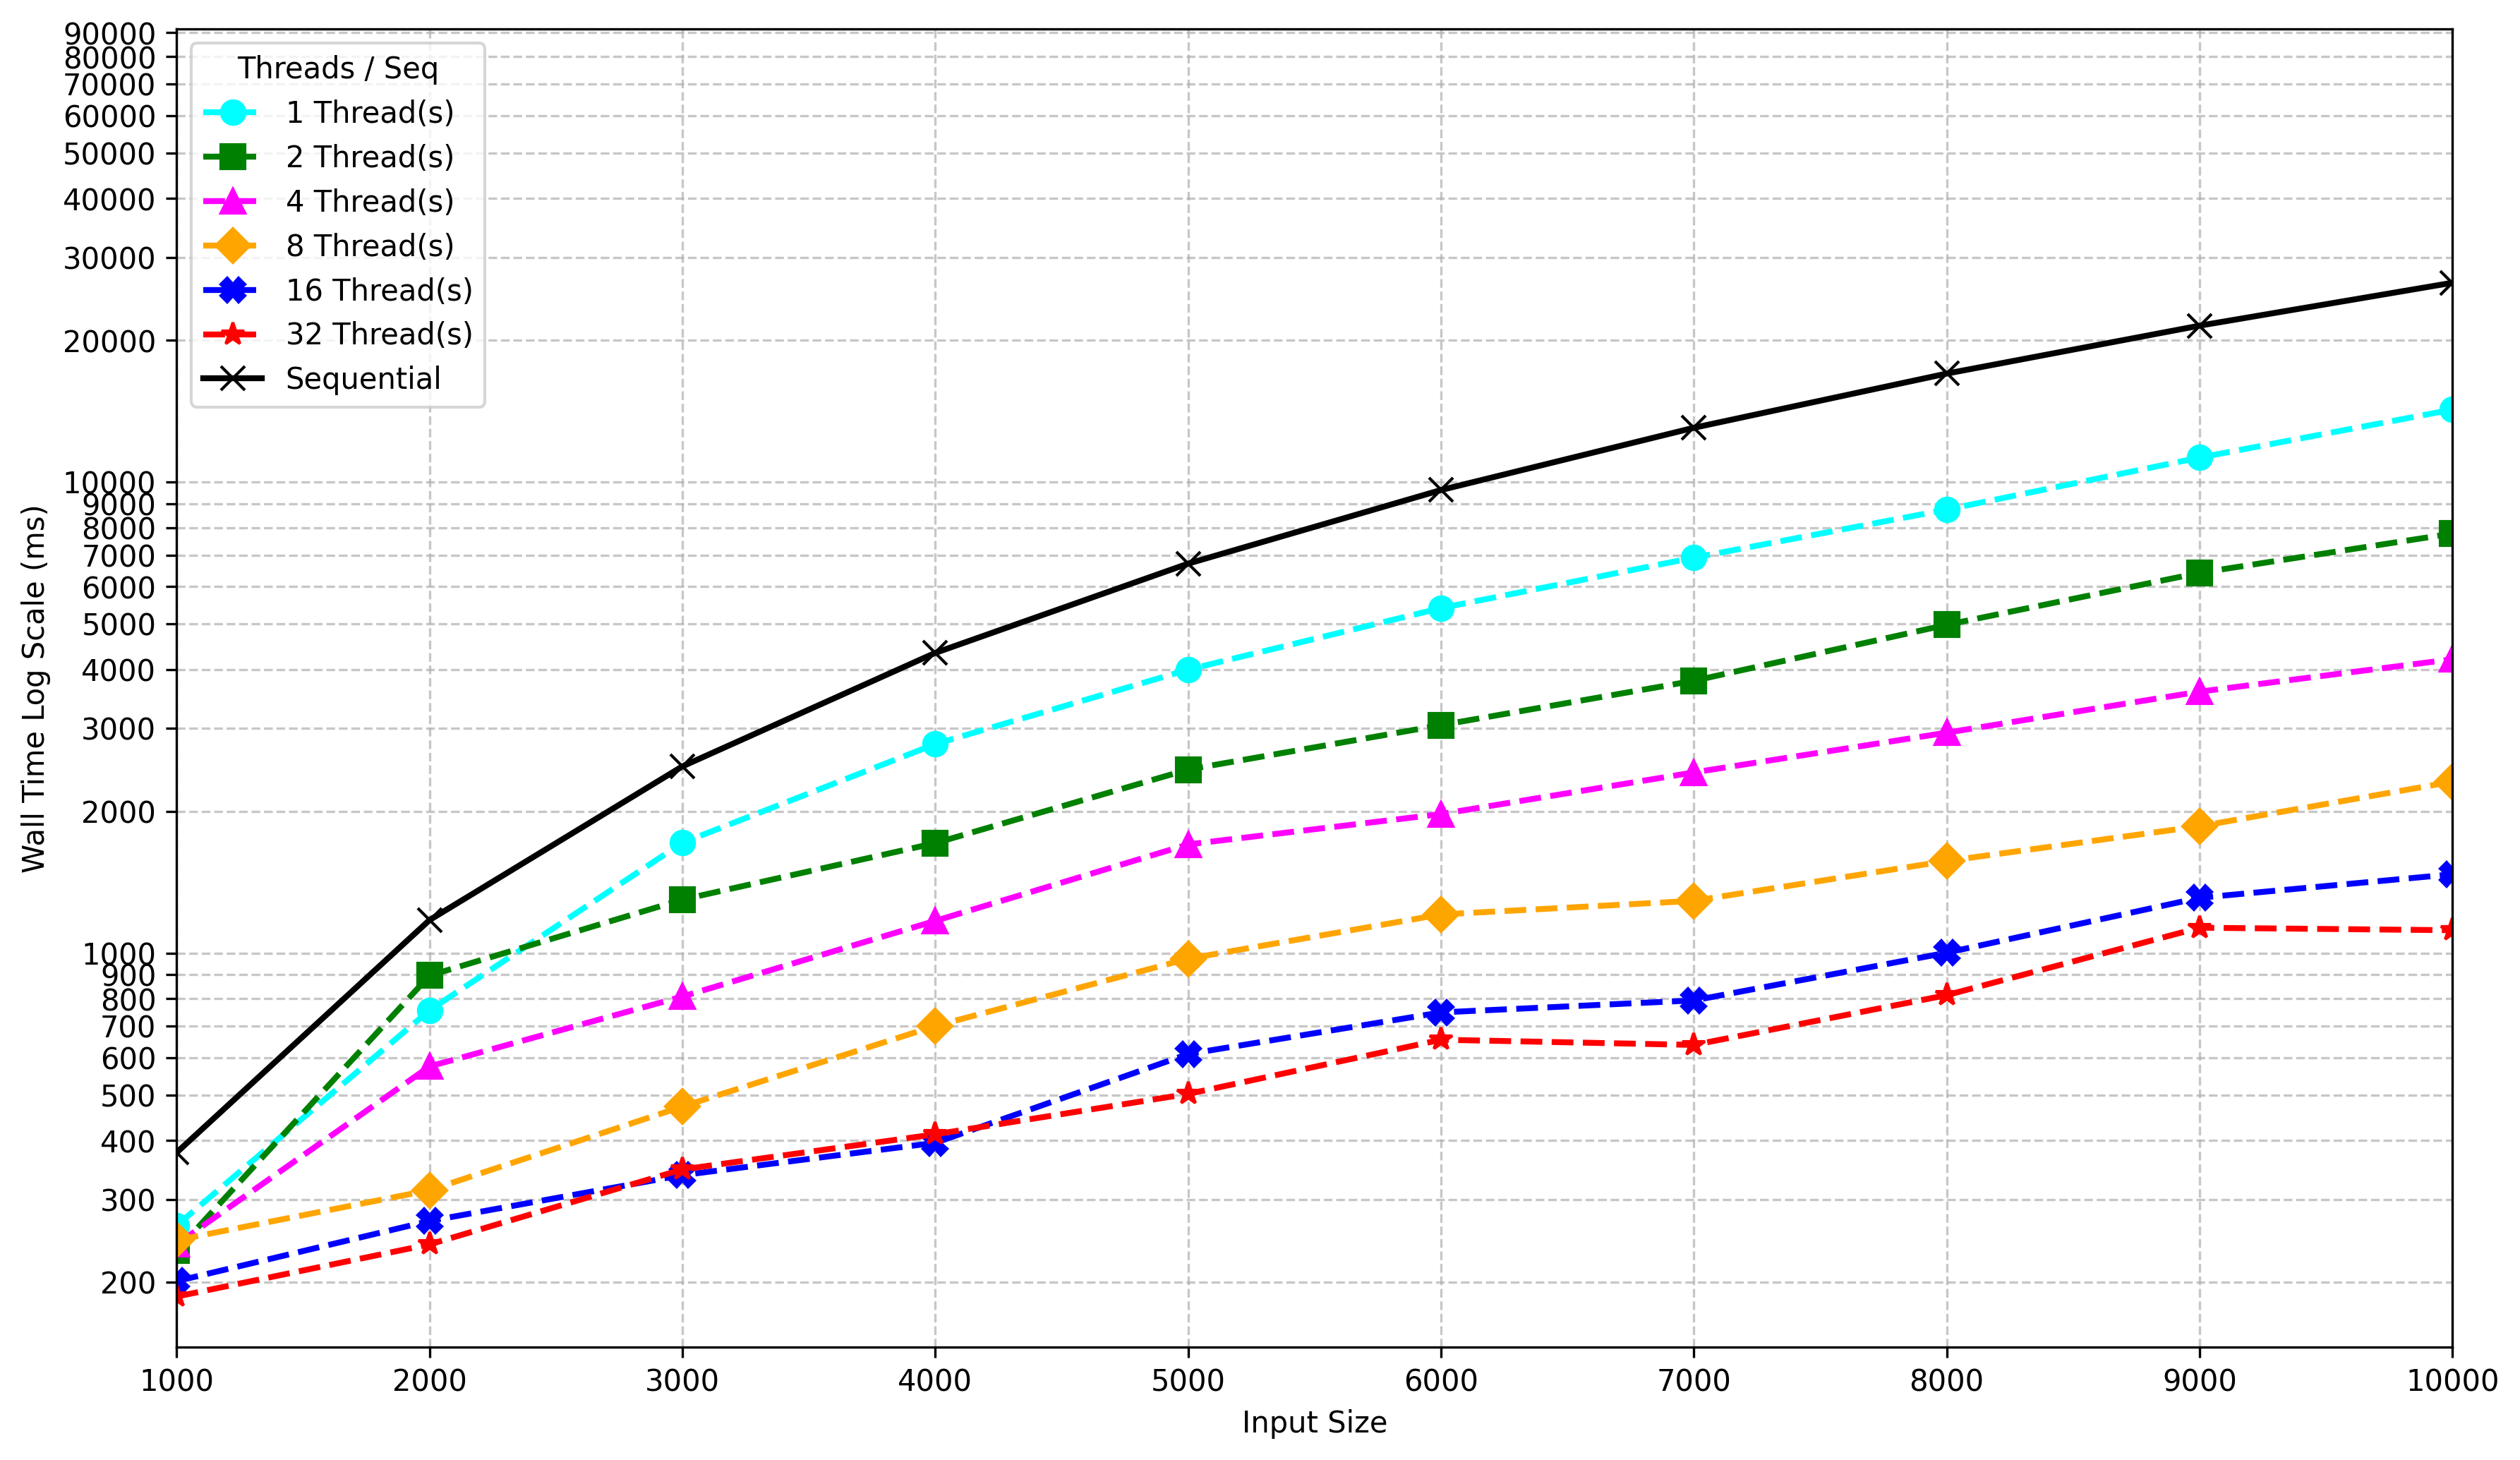 90000
80000
70000
60000
50000
40000
30000
20000
10000
9000
8000
7000
6000
5000
4000
3000
2000
1000
900
800
700
600
500
400
300
200
Wall Time Log Scale (ms)
Threads / Seq
1 Thread(s)
2 Thread(s)
4 Thread(s)
8 Thread(s)
16 Thread(s)
32 Thread(s)
Sequential
1000 2000 3000 4000 5000 6000 7000 8000 9000 10000
Input Size